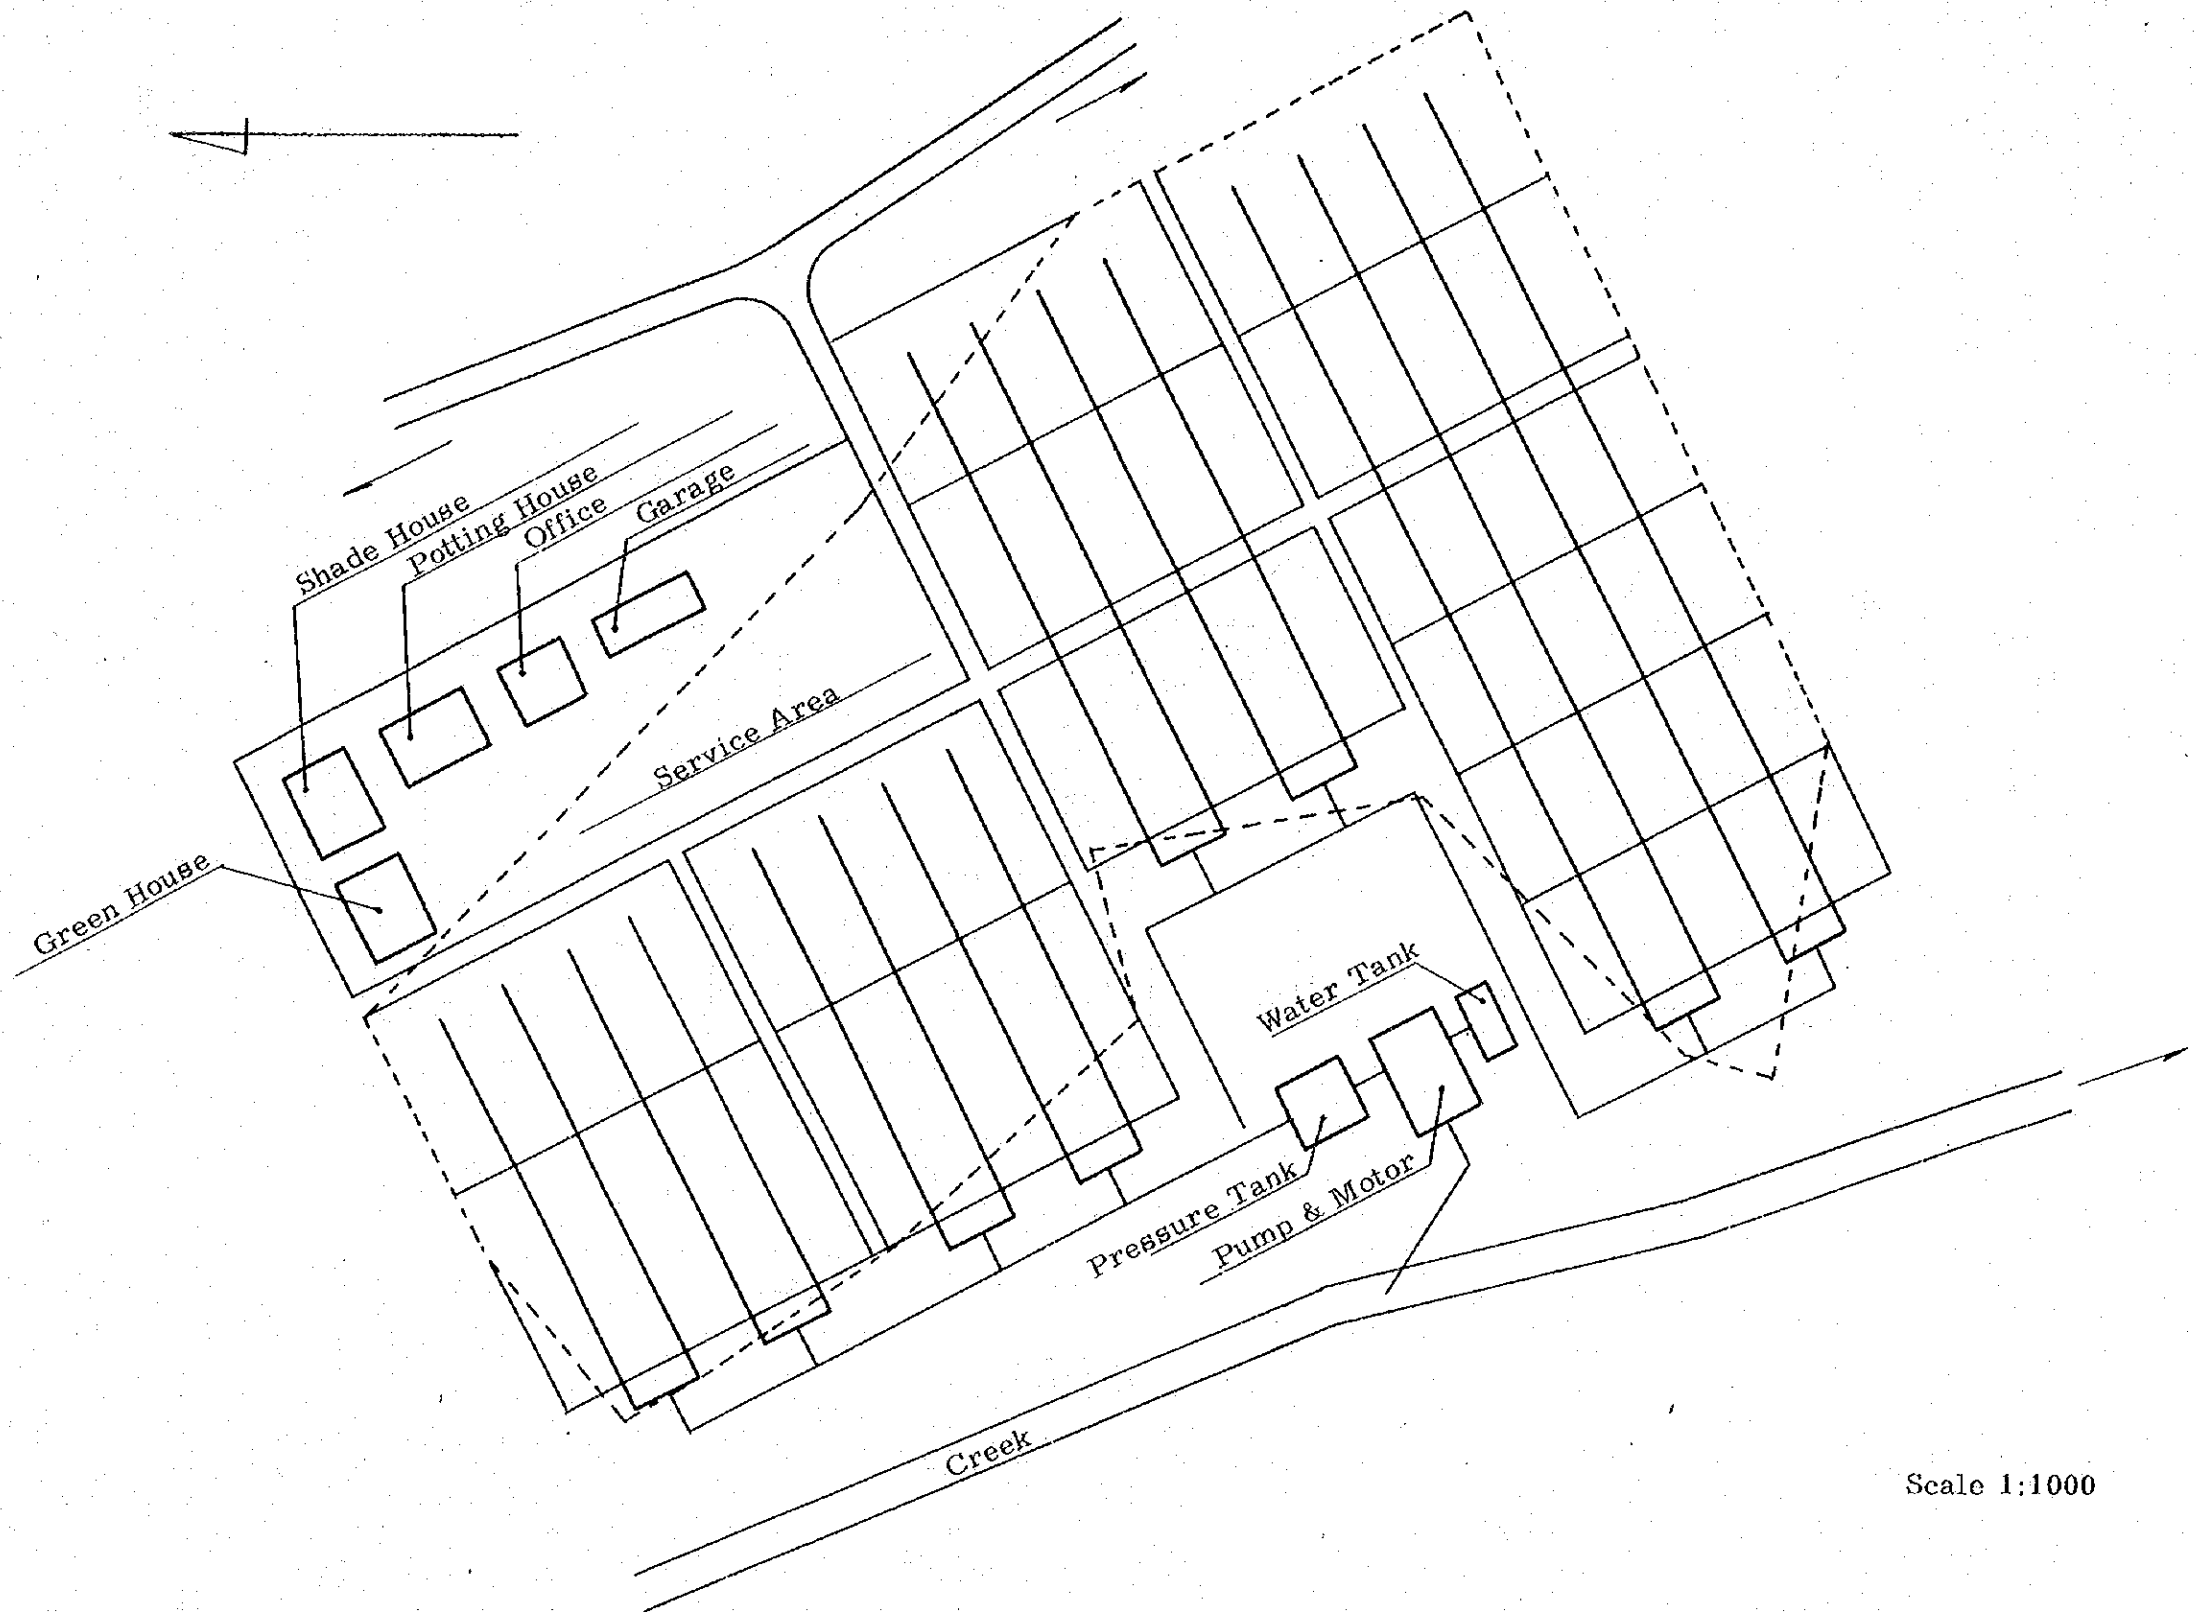 Shade House
Potting House
Office
Garage
Service Area
Green House
Water Tank
Pressure Tank
Pump & Motor
Creek
Scale 1:1000